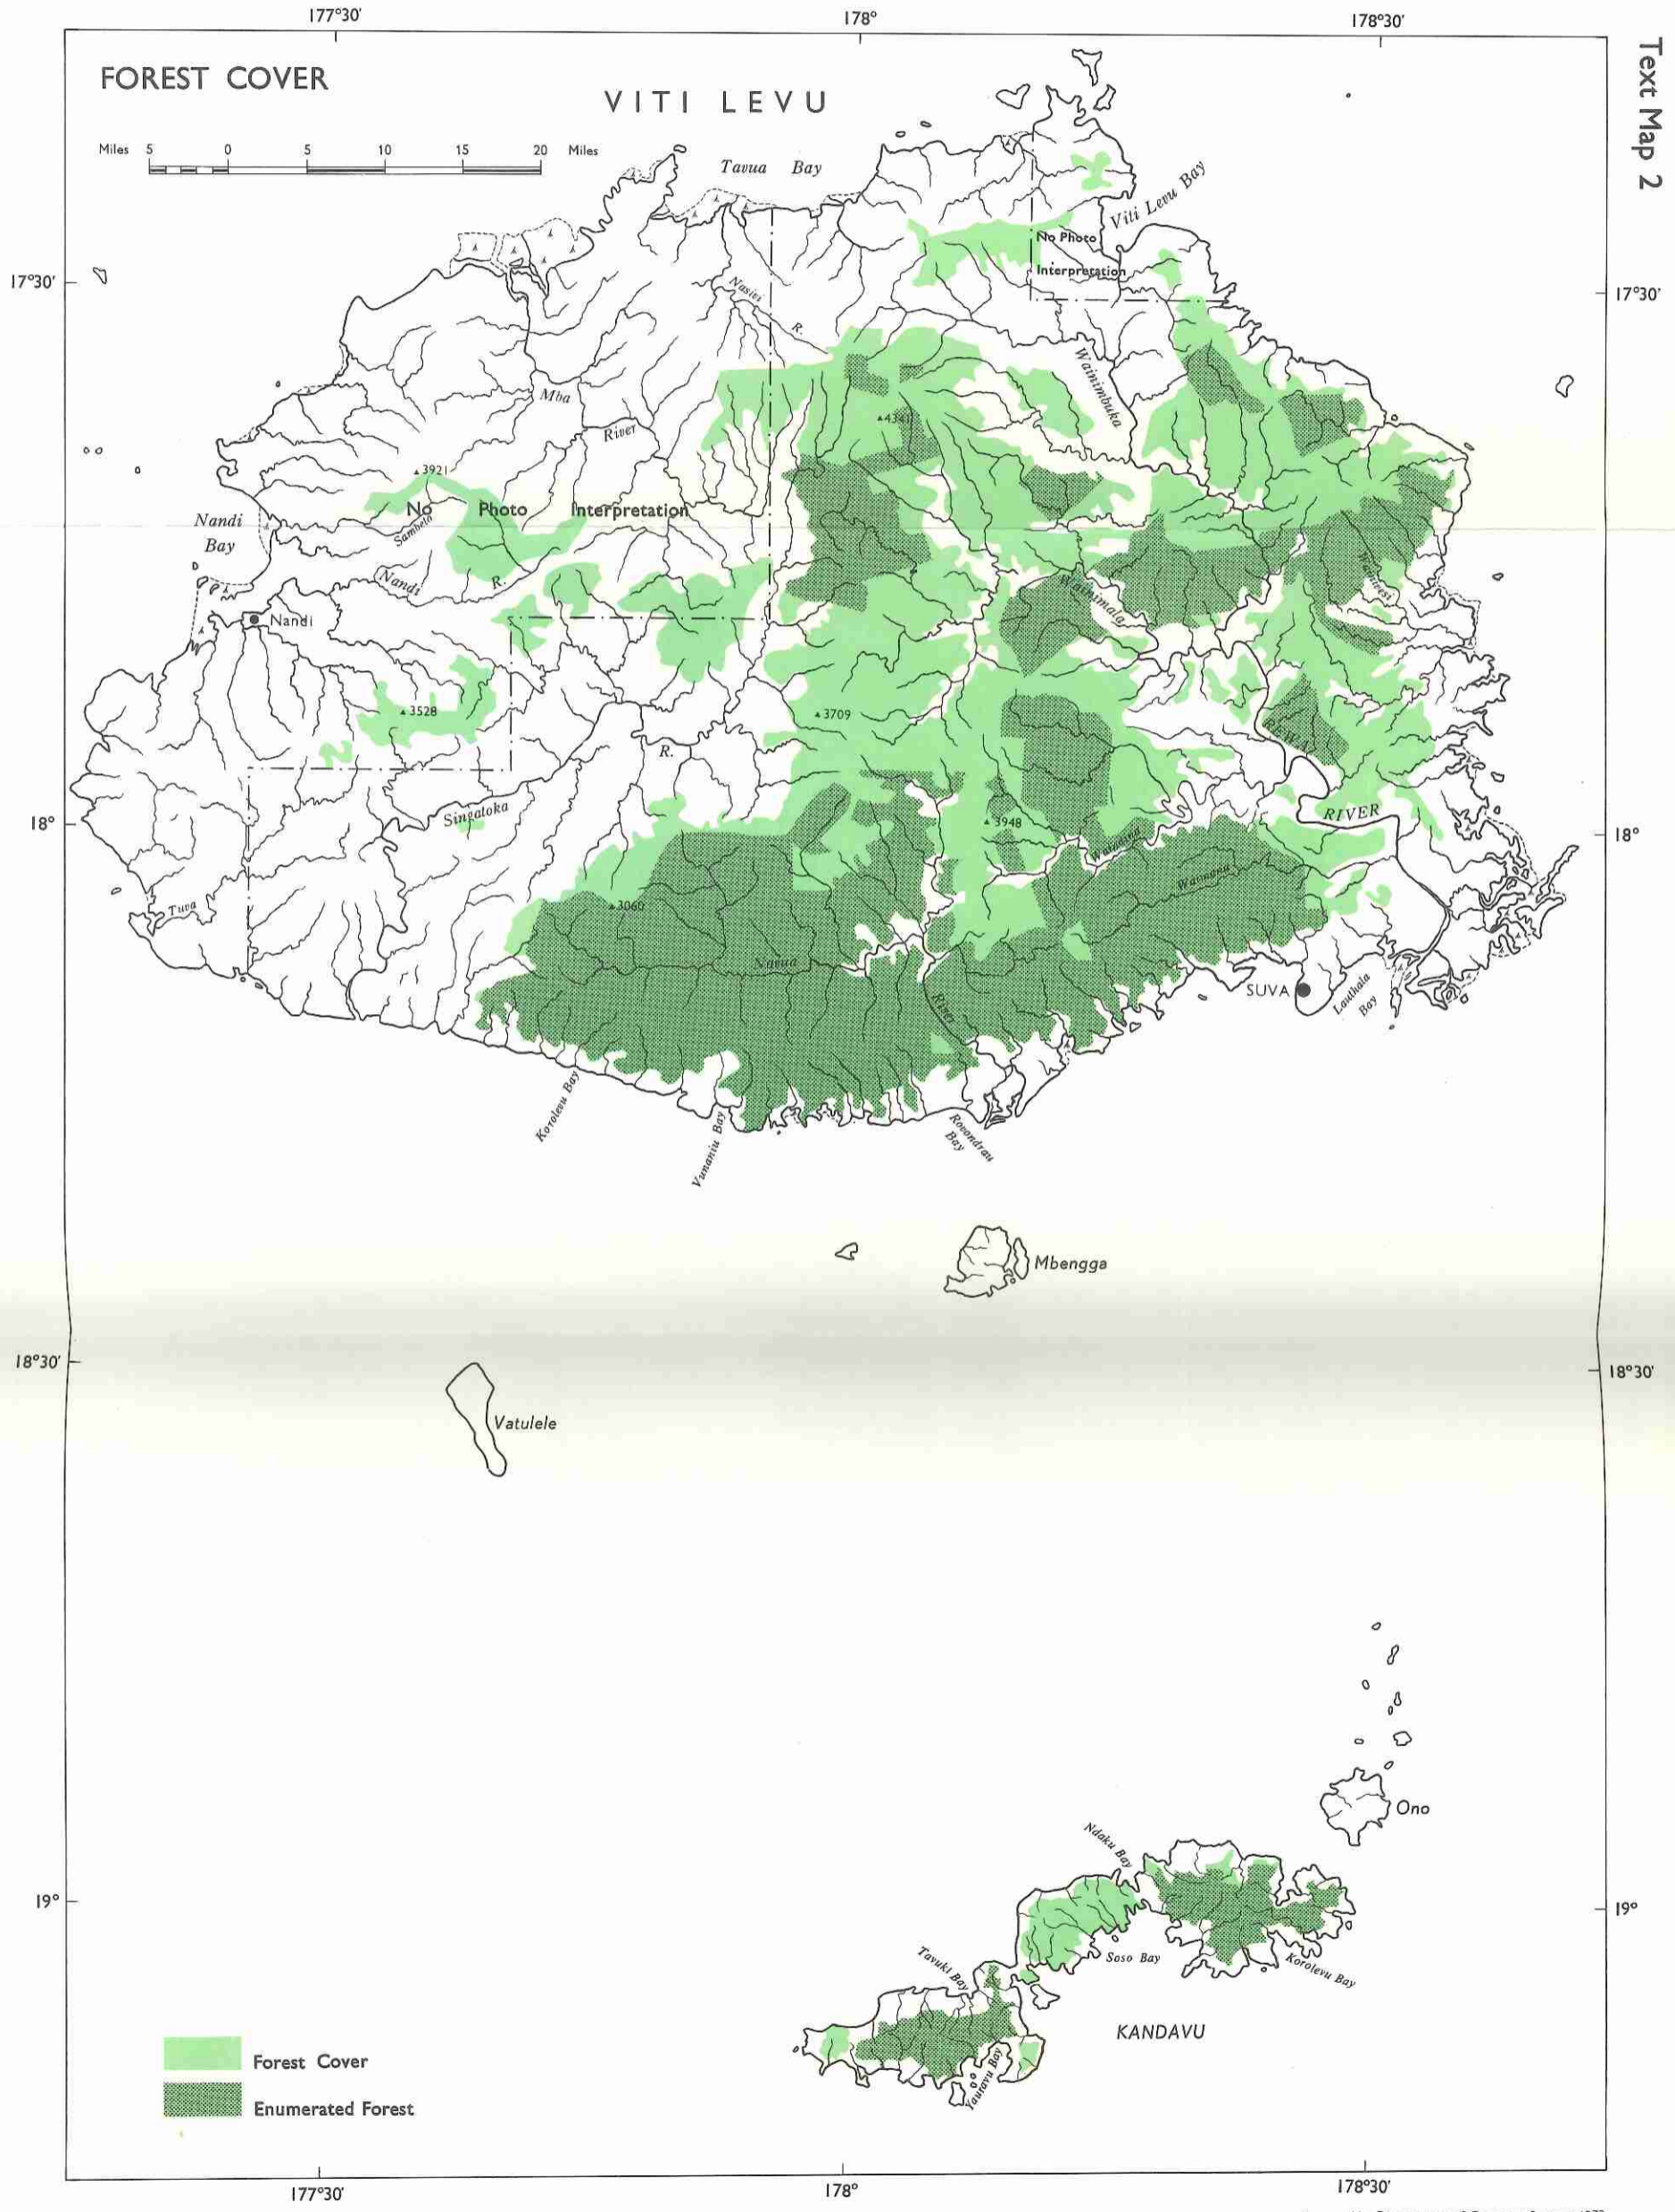 177°30'
178°
178°30'
Text Map 2
FOREST COVER
VITI LEVU
Miles 5 0 5 10 15 20 Miles
Tavua Bay
Viti Levu Bay
No Photo
Interpretation
17°30'
17°30'
Nasivi
R.
Wainimbuka
Mba
River
4341
3921
No Photo Interpretation
Sambeto
Nandi
Bay
Nandi
R.
Nandi
Wainimala
3528
3709
REWA
R.
Singatoka
18°
18°
RIVER
3948
Waimanu
Tuva
3060
Navua
River
SUVA
Lauthala
Bay
Korolevu Bay
Vunaniu Bay
Rovondrau
Bay
Mbengga
18°30'
18°30'
Vatulele
Ono
Ndaku Bay
19°
19°
Soso Bay
Korolevu Bay
Tavuki Bay
KANDAVU
Yauravu Bay
Forest Cover
Enumerated Forest
177°30'
178°
178°30'